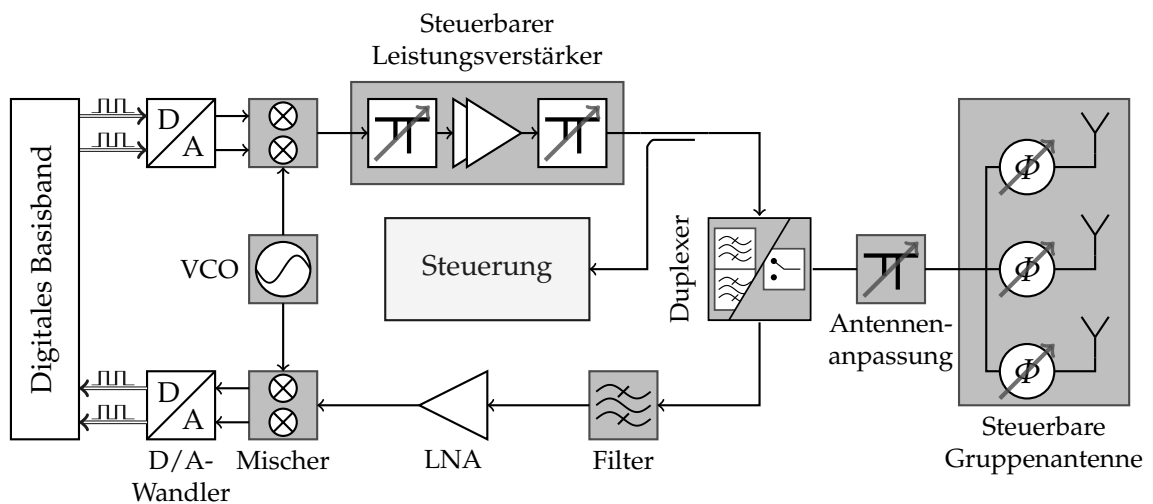 Steuerbarer
Leistungsverstärker
Digitales Basisband
D
A
VCO
Steuerung
Duplexer
Φ
Φ
Φ
Antennen-
anpassung
D
A
D/A-
Wandler
Mischer
LNA
Filter
Steuerbare
Gruppenantenne